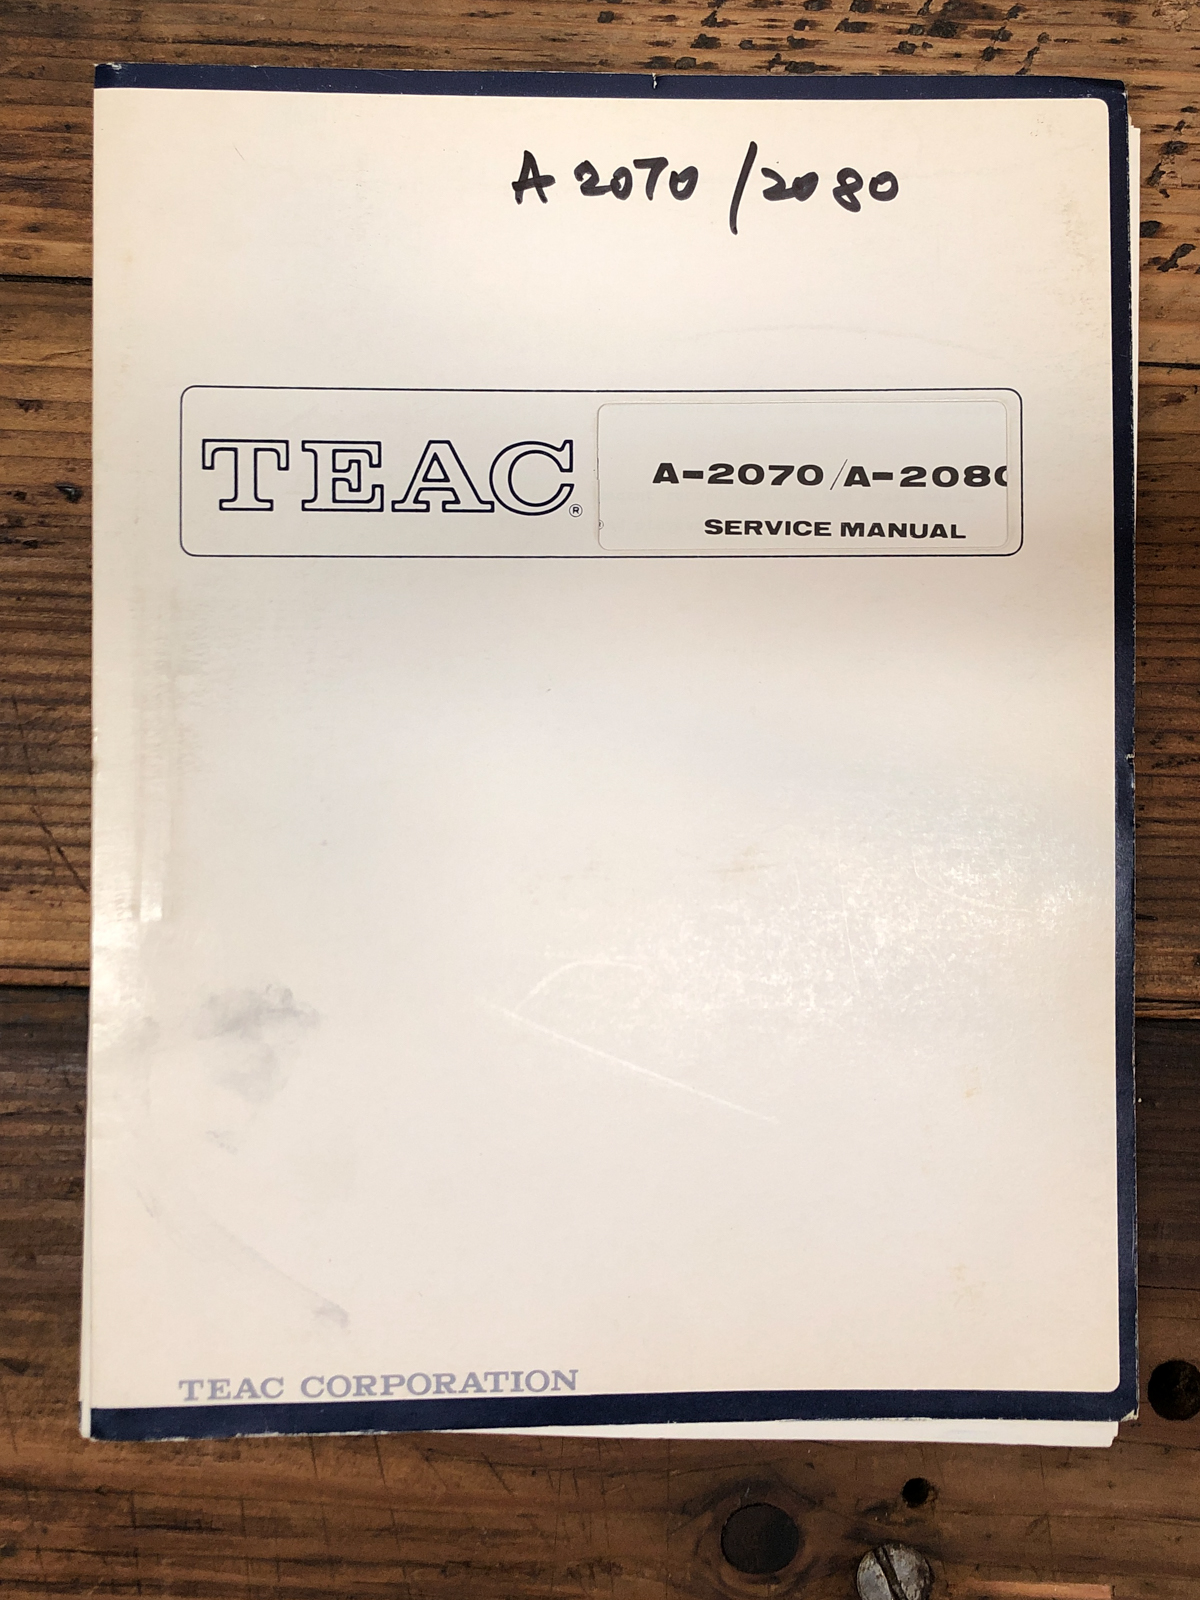 A 2070 / 2080
TEAC®
A-2070/A-2080
SERVICE MANUAL
TEAC CORPORATION